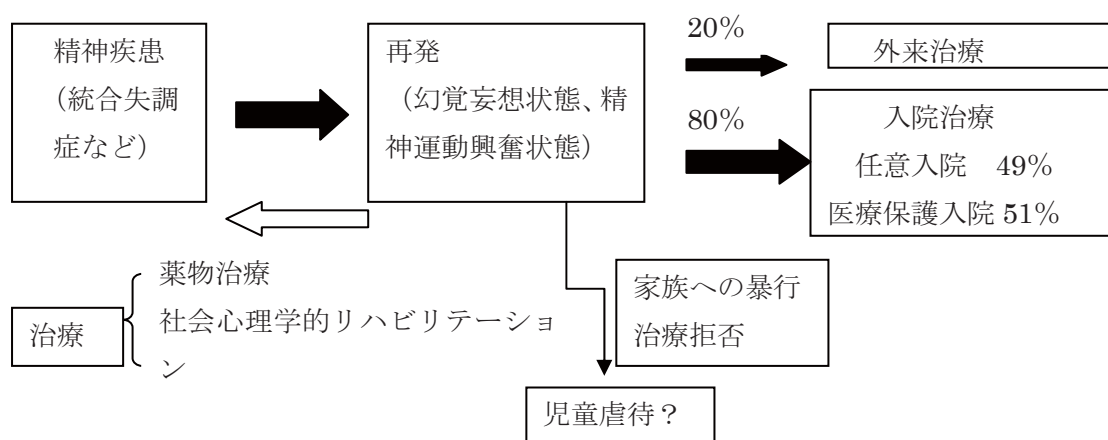 精神疾患
（統合失調
症など）
再発
（幻覚妄想状態、精
神運動興奮状態）
20%
80%
外来治療
入院治療
任意入院　49%
医療保護入院 51%
治療
薬物治療
社会心理学的リハビリテーショ
ン
家族への暴行
治療拒否
児童虐待？